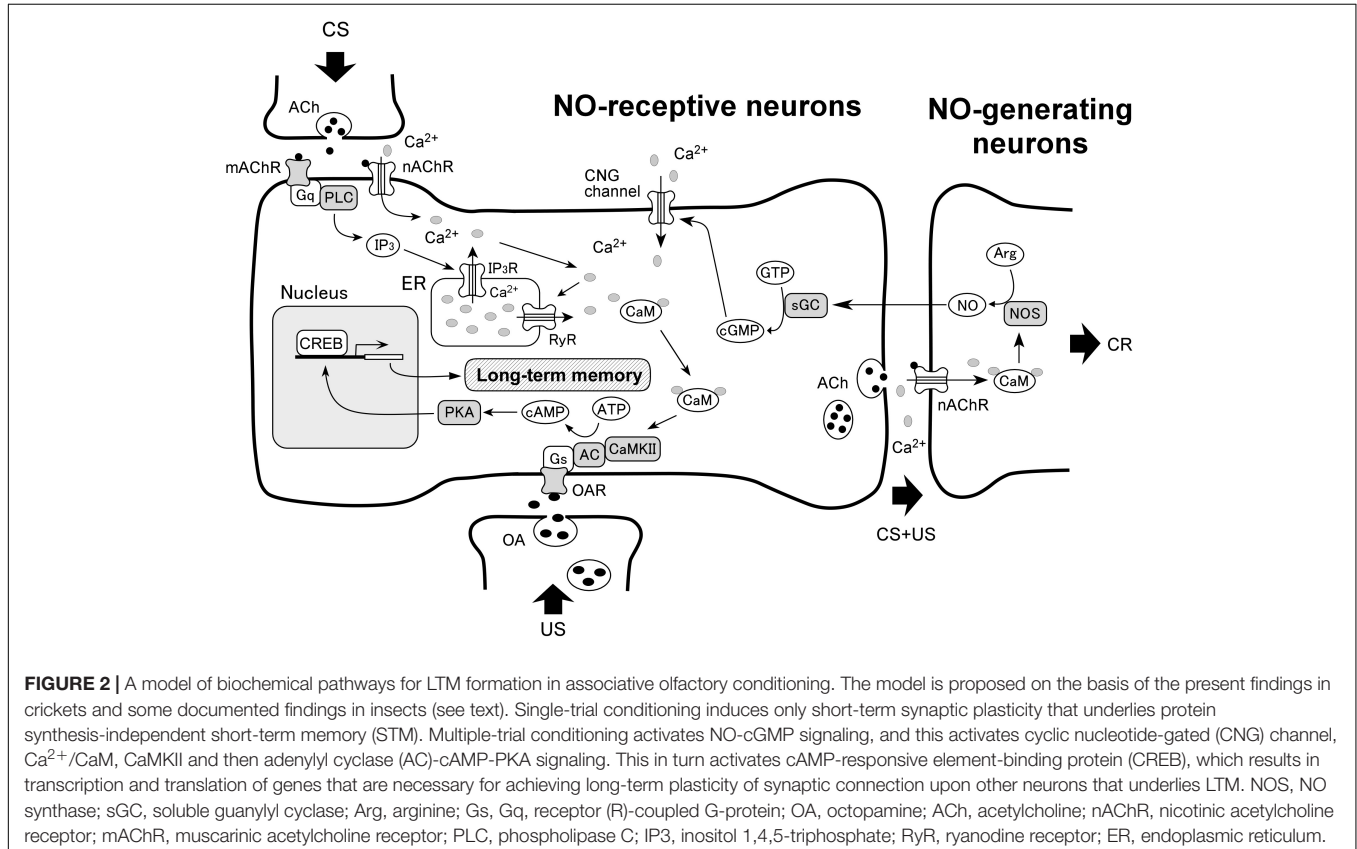 CS
ACh
Ca2+
mAChR
nAChR
Gq
PLC
NO-receptive neurons
NO-generating
neurons
Ca2+
CNG
channel
IP3
Ca2+
Ca2+
ER
IP3R
Ca2+
RyR
CaM
GTP
sGC
cGMP
Arg
NO
NOS
CR
Nucleus
CREB
Long-term memory
PKA
cAMP
ATP
CaM
Gs
AC
CaMKII
OAR
ACh
nAChR
CaM
Ca2+
CS+US
OA
US
FIGURE 2 | A model of biochemical pathways for LTM formation in associative olfactory conditioning. The model is proposed on the basis of the present findings in
crickets and some documented findings in insects (see text). Single-trial conditioning induces only short-term synaptic plasticity that underlies protein
synthesis-independent short-term memory (STM). Multiple-trial conditioning activates NO-cGMP signaling, and this activates cyclic nucleotide-gated (CNG) channel,
Ca2+/CaM, CaMKII and then adenylyl cyclase (AC)-cAMP-PKA signaling. This in turn activates cAMP-responsive element-binding protein (CREB), which results in
transcription and translation of genes that are necessary for achieving long-term plasticity of synaptic connection upon other neurons that underlies LTM. NOS, NO
synthase; sGC, soluble guanylyl cyclase; Arg, arginine; Gs, Gq, receptor (R)-coupled G-protein; OA, octopamine; ACh, acetylcholine; nAChR, nicotinic acetylcholine
receptor; mAChR, muscarinic acetylcholine receptor; PLC, phospholipase C; IP3, inositol 1,4,5-triphosphate; RyR, ryanodine receptor; ER, endoplasmic reticulum.